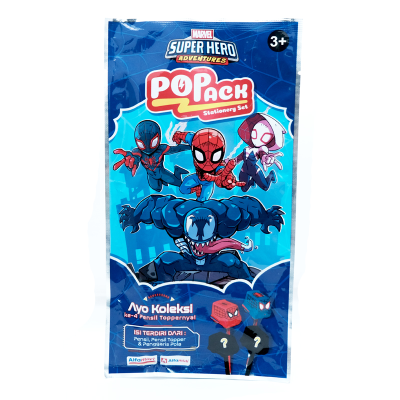 MARVEL
SUPER HERO
ADVENTURES
3+
POPACK
Stationery Set
Ayo Koleksi
ke-4 Pensil Toppernya!
ISI TERDIRI DARI :
Pensil, Pensil Topper
& Penggaris Pola
? ?
Alfamart Alfamidi